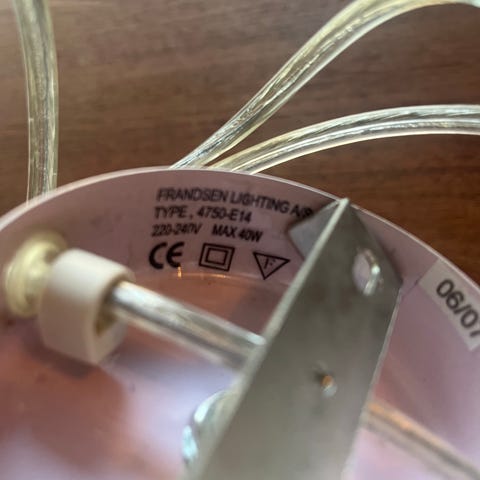 FRANDSEN LIGHTING A/S
TYPE, 4750-E14
220-240V MAX 40W
CE F
06/07